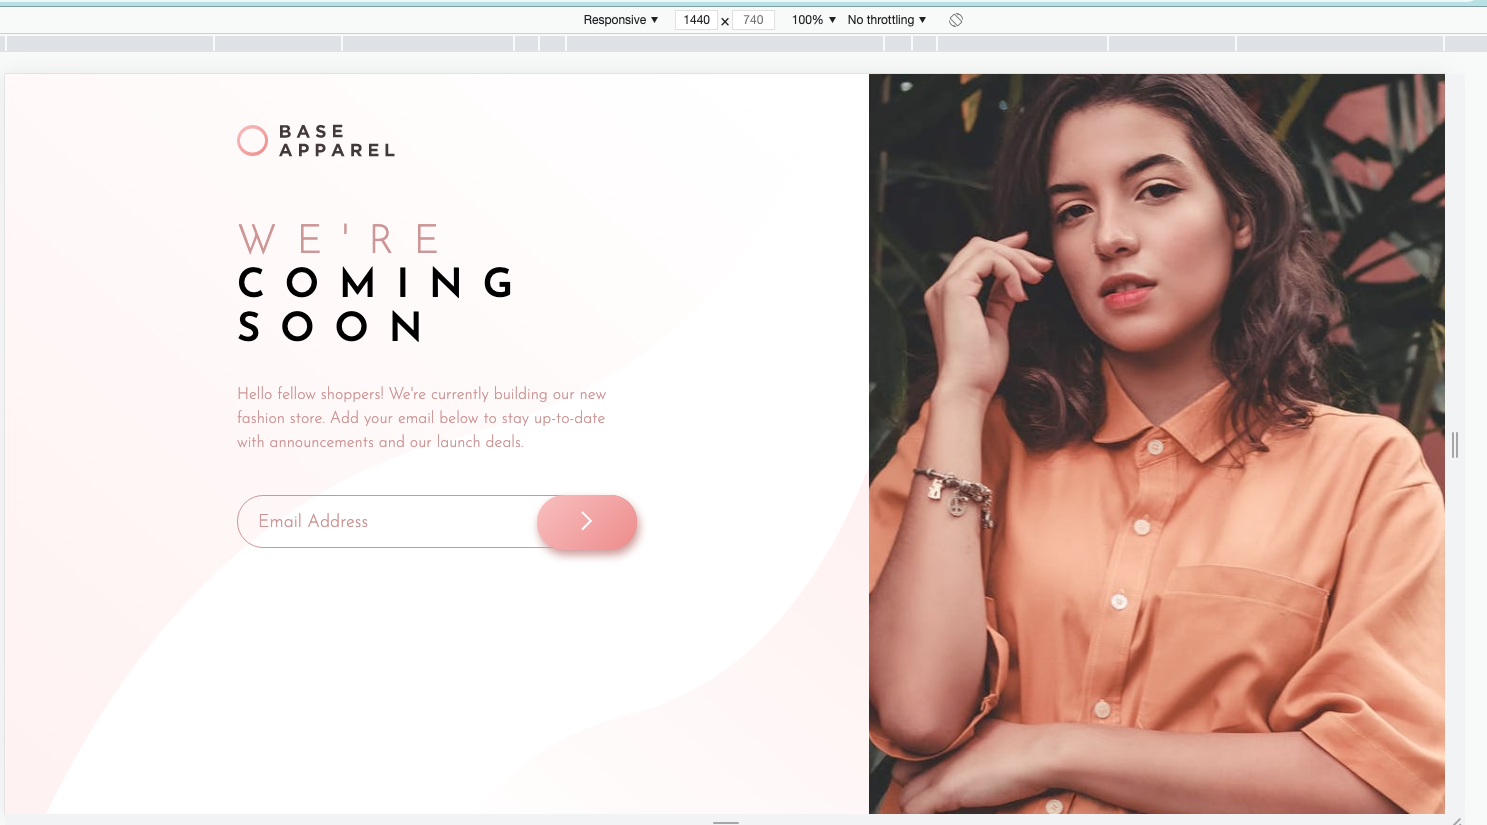 Responsive ▼ 1440 × 740 100% ▼ No throttling ▼
BASE
APPAREL
WE'RE
COMING
SOON
Hello fellow shoppers! We're currently building our new
fashion store. Add your email below to stay up-to-date
with announcements and our launch deals.
Email Address